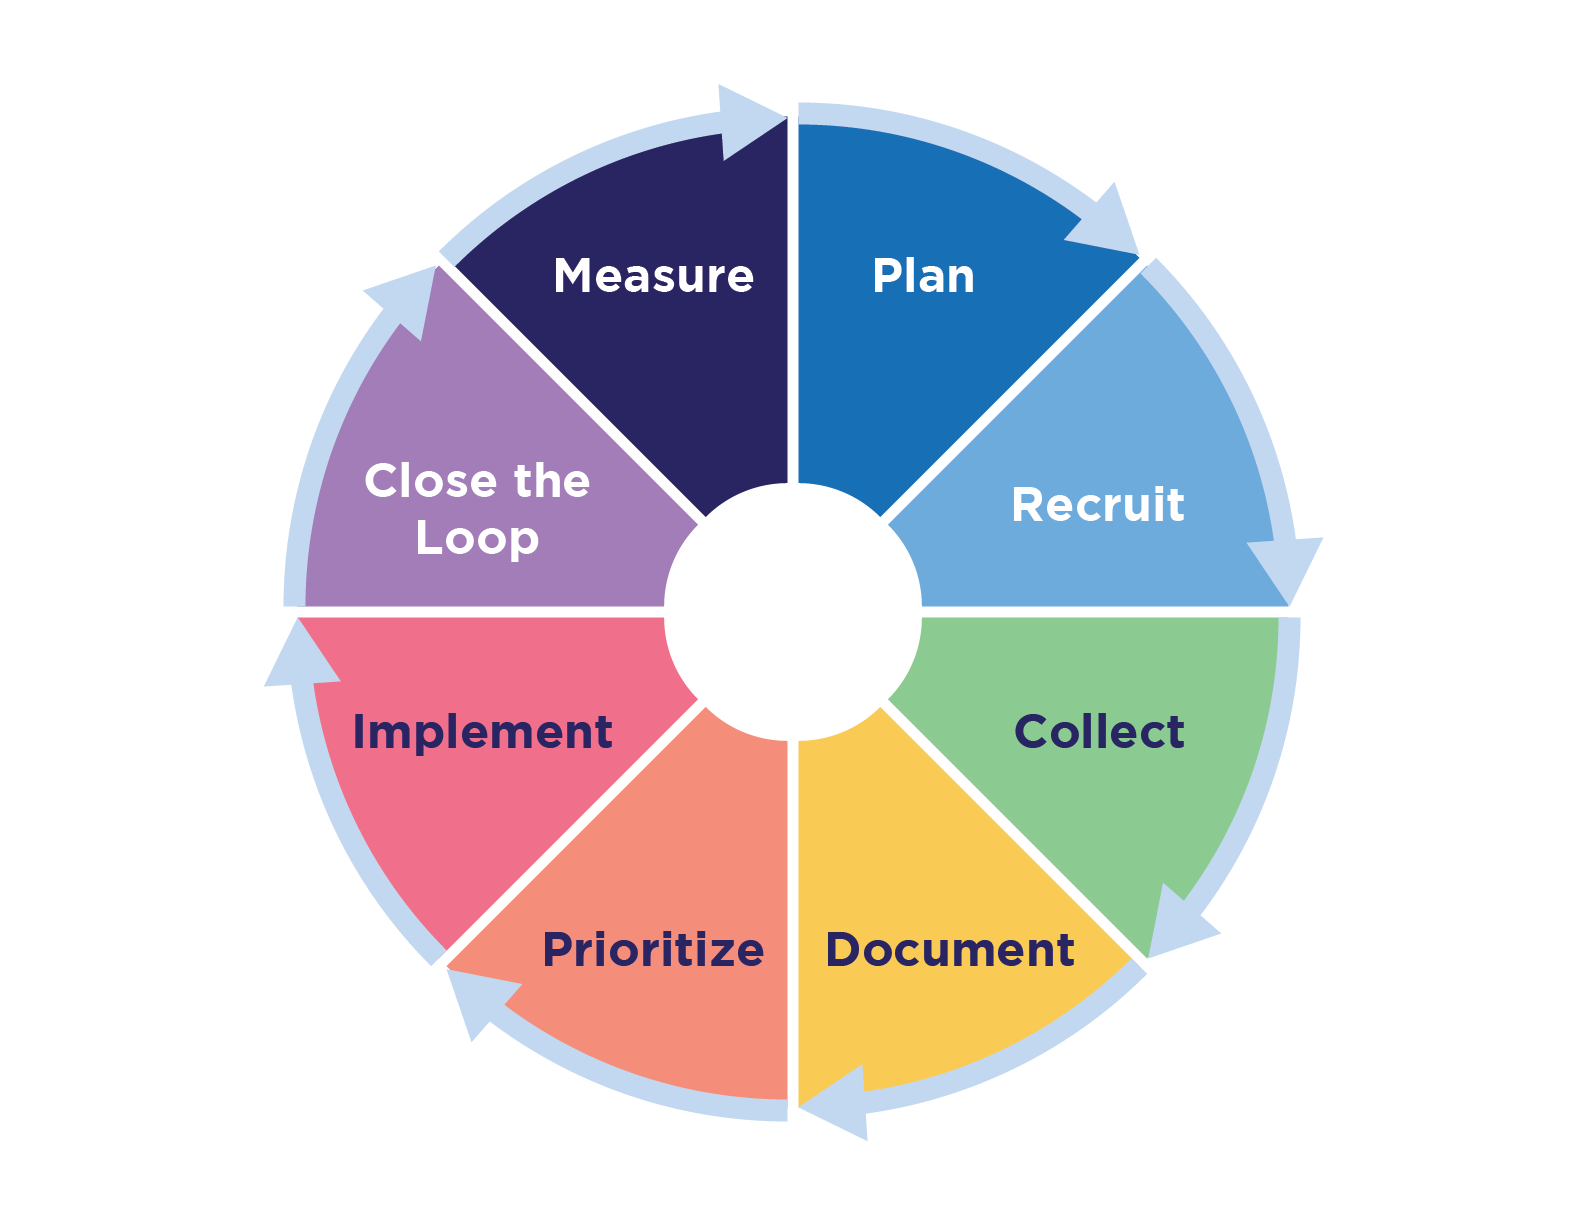 Measure
Plan
Close the
Loop
Recruit
Implement
Collect
Prioritize
Document